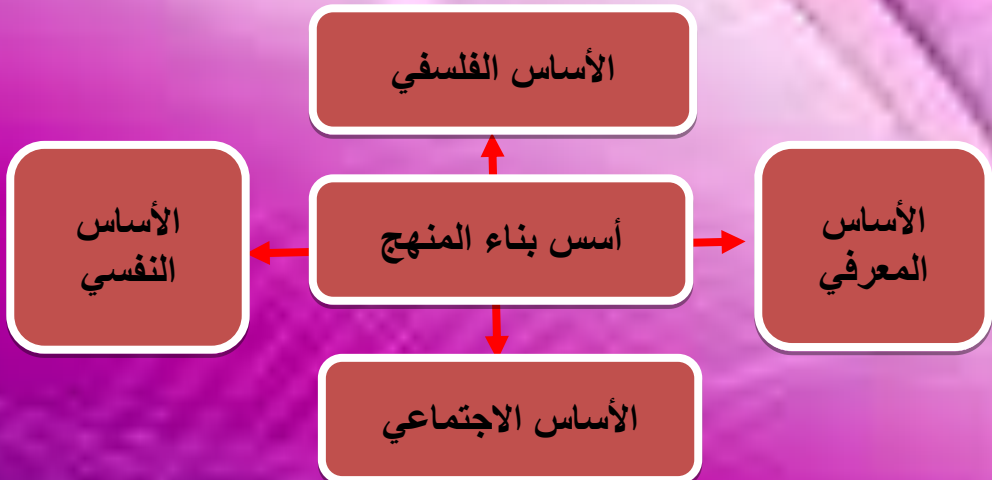 الأساس الفلسفي
الأساس
المعرفي
أسس بناء المنهج
الأساس
النفسي
الأساس الاجتماعي